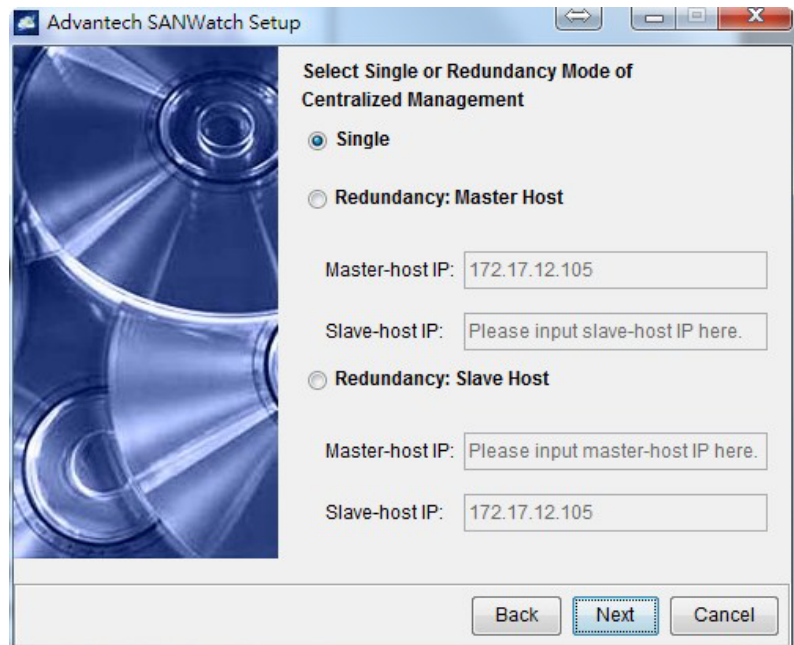 Advantech SANWatch Setup
Select Single or Redundancy Mode of
Centralized Management
Single
Redundancy: Master Host
Master-host IP: 172.17.12.105
Slave-host IP: Please input slave-host IP here.
Redundancy: Slave Host
Master-host IP: Please input master-host IP here.
Slave-host IP: 172.17.12.105
Back Next Cancel